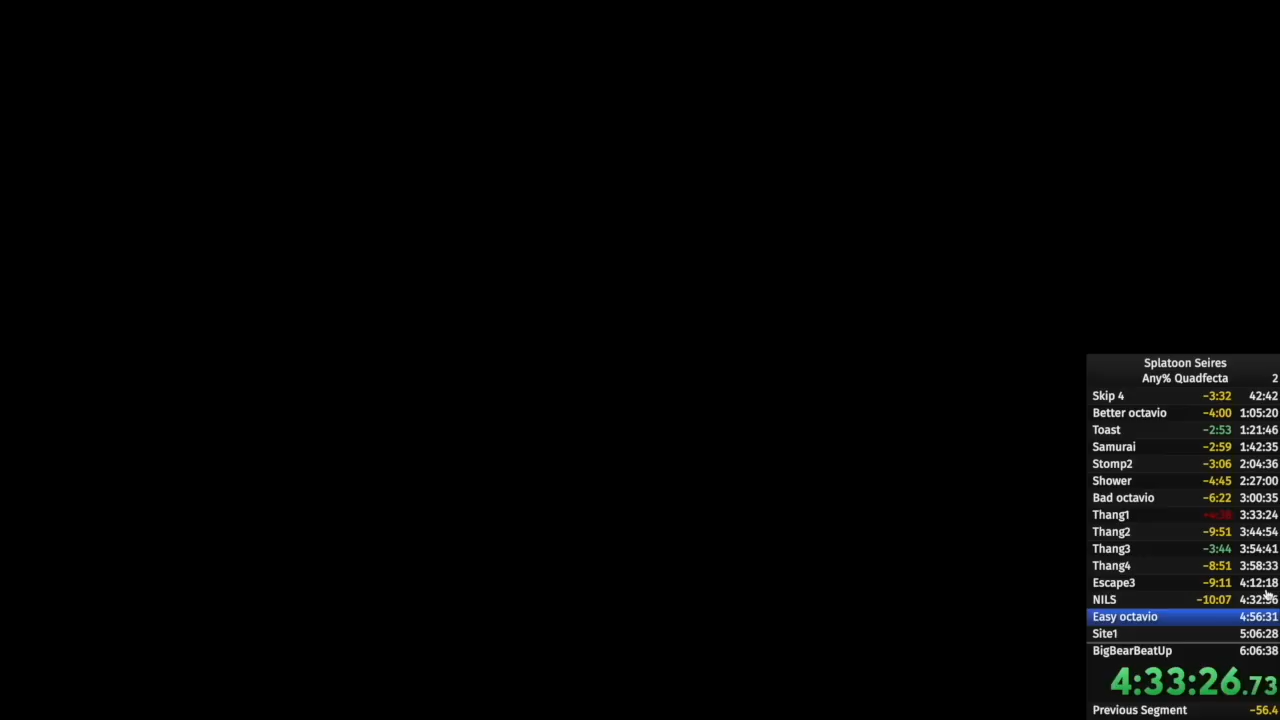 Splatoon Seires
Any% Quadfecta 2
Skip 4 -3:32 42:42
Better octavio -4:00 1:05:20
Toast -2:53 1:21:46
Samurai -2:59 1:42:35
Stomp2 -3:06 2:04:36
Shower -4:45 2:27:00
Bad octavio -6:22 3:00:35
Thang1 3:33:24
Thang2 -9:51 3:44:54
Thang3 -3:44 3:54:41
Thang4 -8:51 3:58:33
Escape3 -9:11 4:12:18
NILS -10:07
Easy octavio 4:56:31
Site1 5:06:28
BigBearBeatUp 6:06:38
4:33:26.73
Previous Segment -56.4